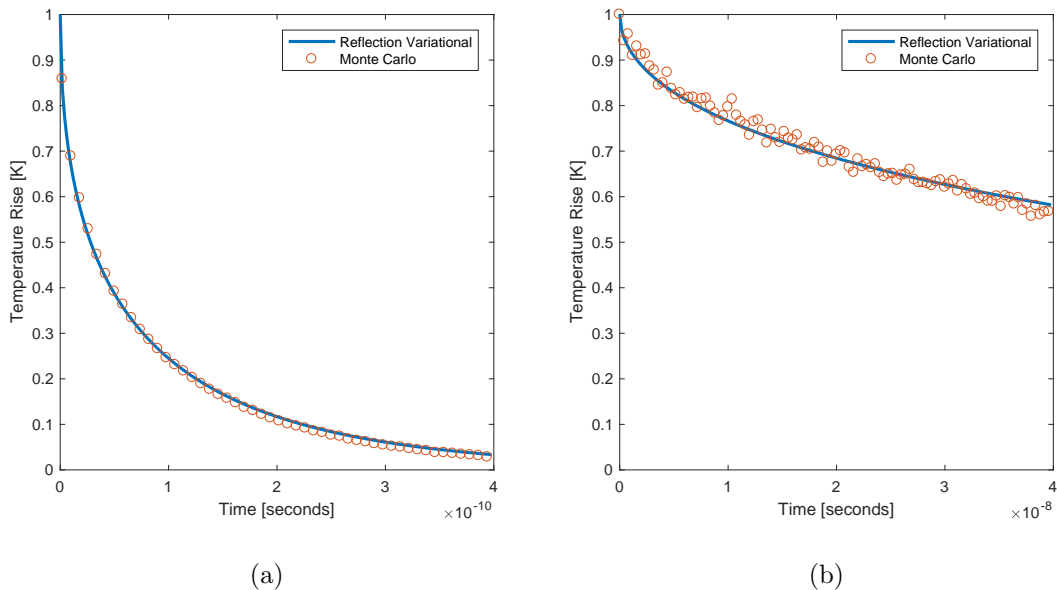 1
0.9
0.8
0.7
0.6
0.5
0.4
0.3
0.2
0.1
0
Temperature Rise [K]
Reflection Variational
Monte Carlo
0 1 2 3 4
Time [seconds]
×10⁻¹⁰
(a)
1
0.9
0.8
0.7
0.6
0.5
0.4
0.3
0.2
0.1
0
Temperature Rise [K]
Reflection Variational
Monte Carlo
0 1 2 3 4
Time [seconds]
×10⁻⁸
(b)